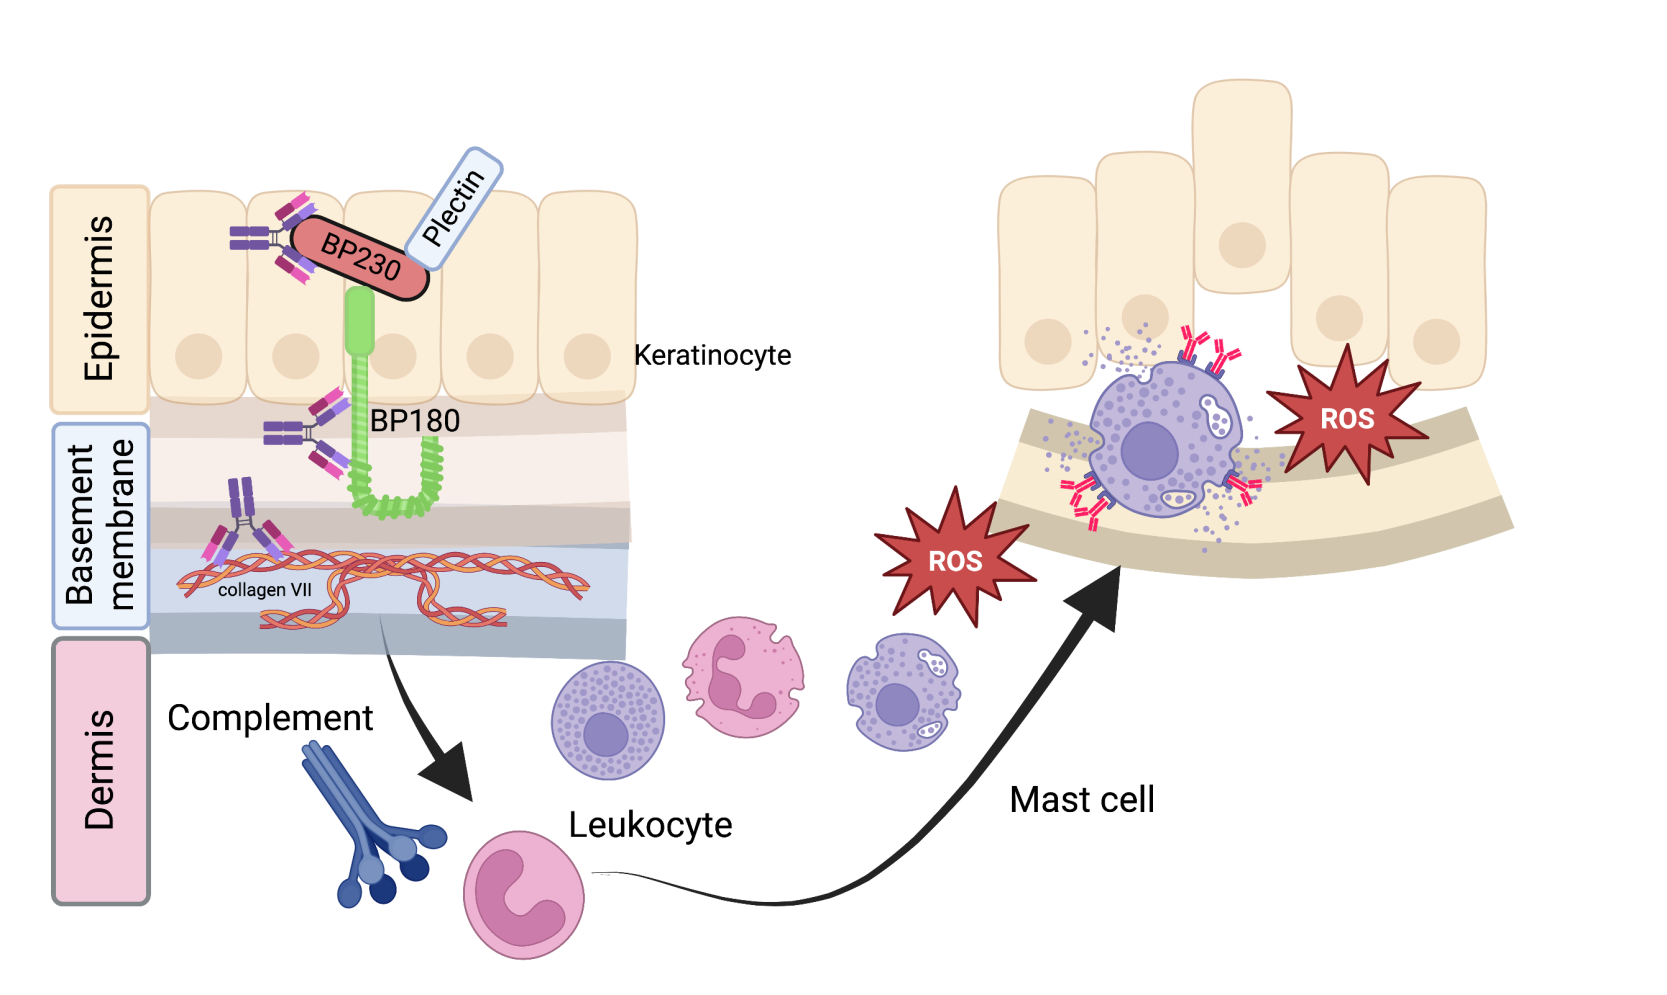 Epidermis
Basement
membrane
Dermis
BP230
Plectin
Keratinocyte
BP180
collagen VII
Complement
Leukocyte
Mast cell
ROS
ROS